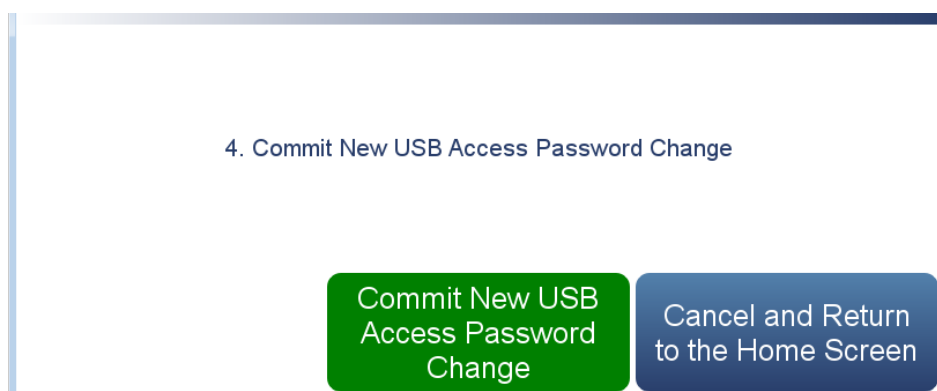 4. Commit New USB Access Password Change
Commit New USB
Access Password
Change
Cancel and Return
to the Home Screen